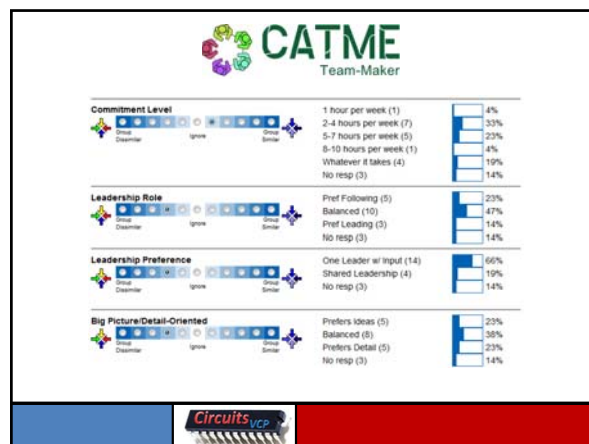 CATME
Team-Maker
Commitment Level
Group Dissimilar
Ignore
Group Similar
1 hour per week (1) 4%
2-4 hours per week (7) 33%
5-7 hours per week (5) 23%
8-10 hours per week (1) 4%
Whatever it takes (4) 19%
No resp (3) 14%
Leadership Role
Group Dissimilar
Ignore
Group Similar
Pref Following (5) 23%
Balanced (10) 47%
Pref Leading (3) 14%
No resp (3) 14%
Leadership Preference
Group Dissimilar
Ignore
Group Similar
One Leader w/ Input (14) 66%
Shared Leadership (4) 19%
No resp (3) 14%
Big Picture/Detail-Oriented
Group Dissimilar
Ignore
Group Similar
Prefers Ideas (5) 23%
Balanced (8) 38%
Prefers Detail (5) 23%
No resp (3) 14%
Circuits VCP